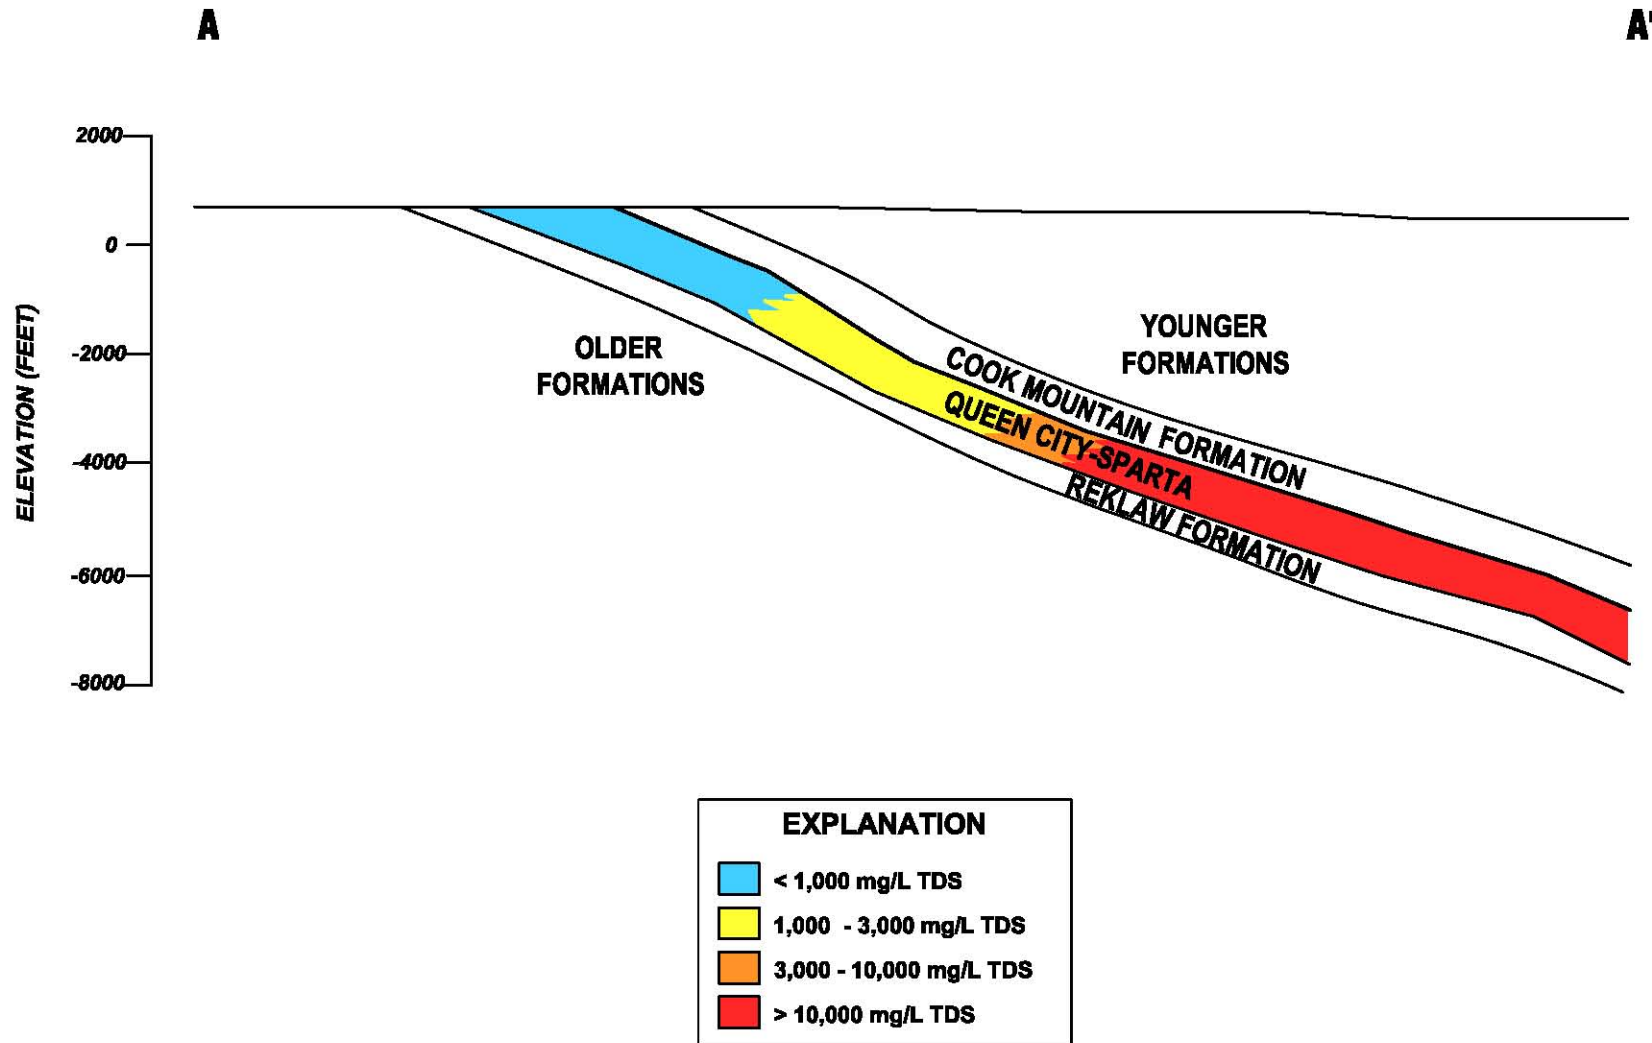 A A'
2000
0
-2000
-4000
-6000
-8000
ELEVATION (FEET)
OLDER
FORMATIONS
YOUNGER
FORMATIONS
COOK MOUNTAIN FORMATION
QUEEN CITY-SPARTA
REKLAW FORMATION
EXPLANATION
< 1,000 mg/L TDS
1,000 - 3,000 mg/L TDS
3,000 - 10,000 mg/L TDS
> 10,000 mg/L TDS